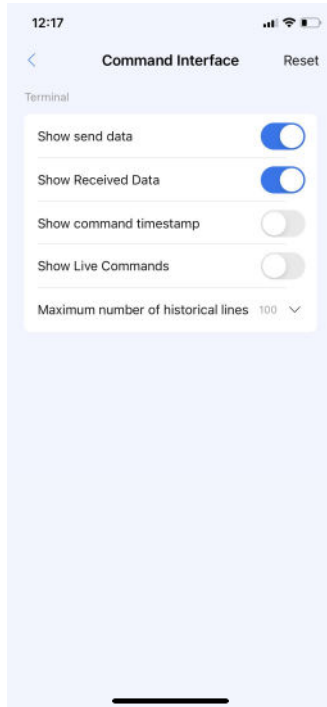 12:17
Command Interface Reset
Terminal
Show send data
Show Received Data
Show command timestamp
Show Live Commands
Maximum number of historical lines 100